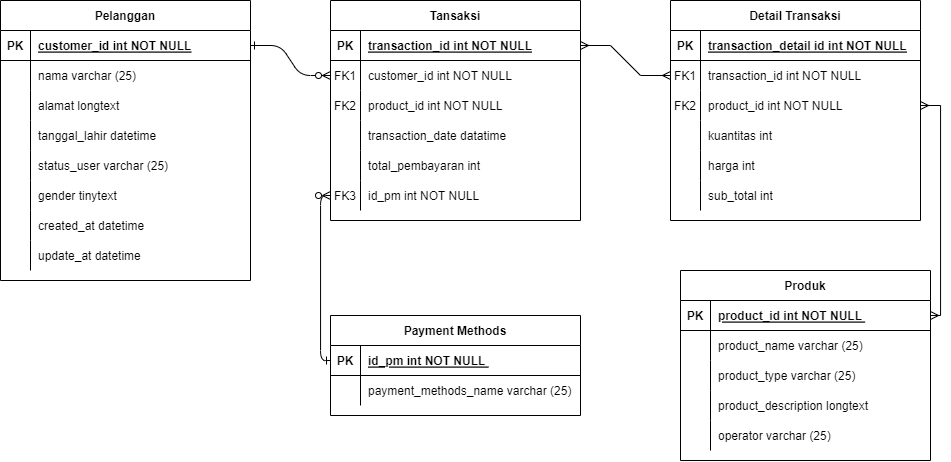 Pelanggan
PK customer_id int NOT NULL
nama varchar (25)
alamat longtext
tanggal_lahir datetime
status_user varchar (25)
gender tinytext
created_at datetime
update_at datetime
Tansaksi
PK transaction_id int NOT NULL
FK1 customer_id int NOT NULL
FK2 product_id int NOT NULL
transaction_date datatime
total_pembayaran int
FK3 id_pm int NOT NULL
Detail Transaksi
PK transaction_detail id int NOT NULL
FK1 transaction_id int NOT NULL
FK2 product_id int NOT NULL
kuantitas int
harga int
sub_total int
Payment Methods
PK id_pm int NOT NULL
payment_methods_name varchar (25)
Produk
PK product_id int NOT NULL
product_name varchar (25)
product_type varchar (25)
product_description longtext
operator varchar (25)